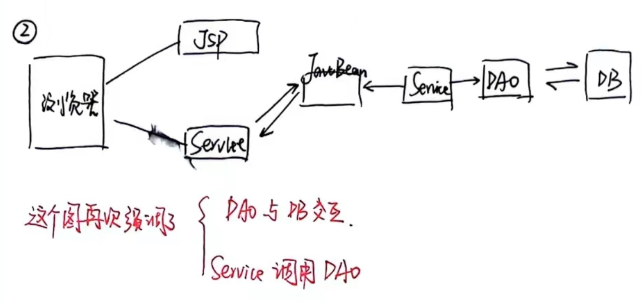 ②
JSP
浏览器
JavaBean
Service
DAO
DB
Servlet
这个图再次强调了
DAO 与 DB 交互.
Service 调用 DAO